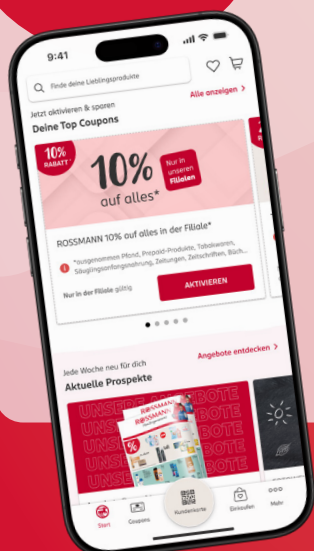 9:41
Finde deine Lieblingsprodukte
Jetzt aktivieren & sparen
Deine Top Coupons
Alle anzeigen >
10%
RABATT*
10%
auf alles*
Nur in
unseren
Filialen
ROSSMANN 10% auf alles in der Filiale*
*ausgenommen Pfand, Prepaid-Produkte, Tabakwaren,
Säuglingsanfangsnahrung, Zeitungen, Zeitschriften, Büch...
Nur in der Filiale gültig
AKTIVIEREN
Jede Woche neu für dich
Aktuelle Prospekte
Angebote entdecken >
UNSERE ANGEBOTE
ROSSMANN
ROSSMANN
%
Start
Coupons
Kundenkarte
Einkaufen
Mehr